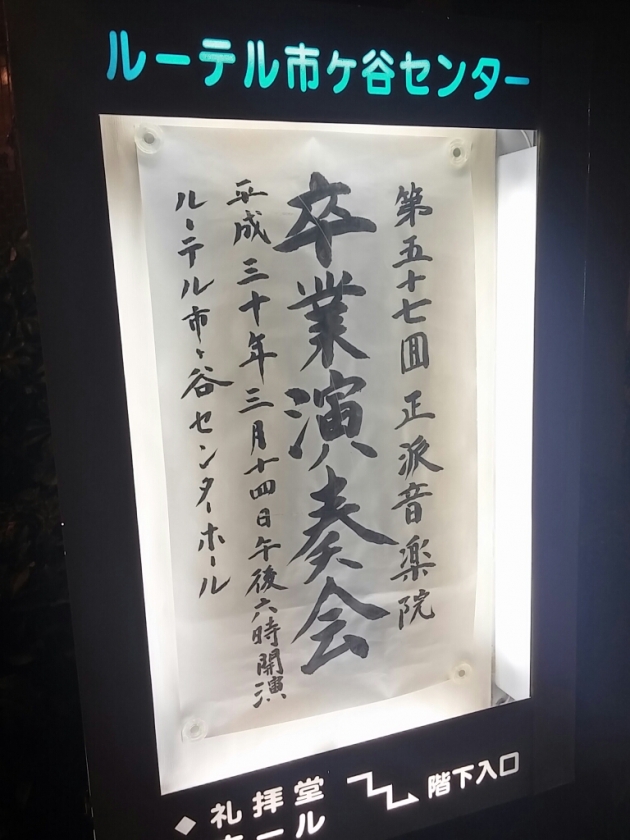 ルーテル市ヶ谷センター
第五十七回 正派音楽院
卒業演奏会
平成三十年三月十四日午後六時開演
ルーテル市ヶ谷センターホール
◆礼拝堂
ホール
階下入口